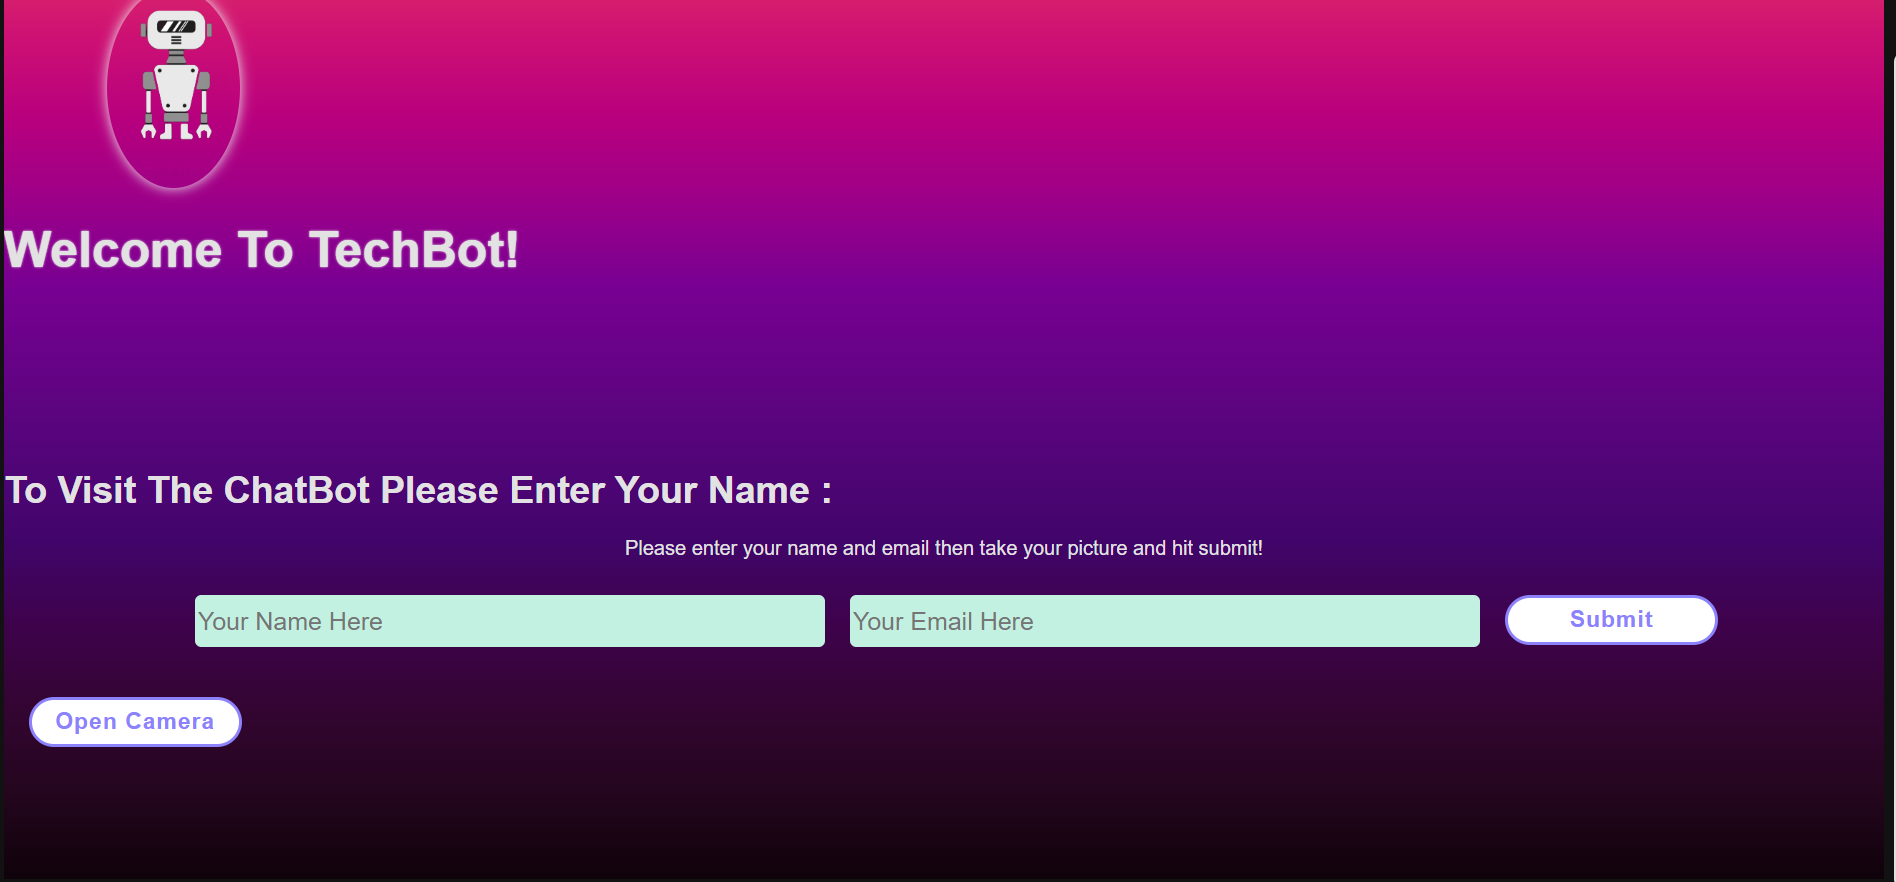 Welcome To TechBot!
To Visit The ChatBot Please Enter Your Name :
Please enter your name and email then take your picture and hit submit!
Your Name Here
Your Email Here
Submit
Open Camera